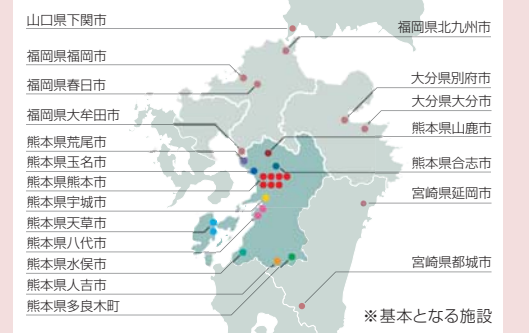 山口県下関市
福岡県福岡市
福岡県春日市
福岡県大牟田市
熊本県荒尾市
熊本県玉名市
熊本県熊本市
熊本県宇城市
熊本県天草市
熊本県八代市
熊本県水俣市
熊本県人吉市
熊本県多良木町
福岡県北九州市
大分県別府市
大分県大分市
熊本県山鹿市
熊本県合志市
宮崎県延岡市
宮崎県都城市
※基本となる施設